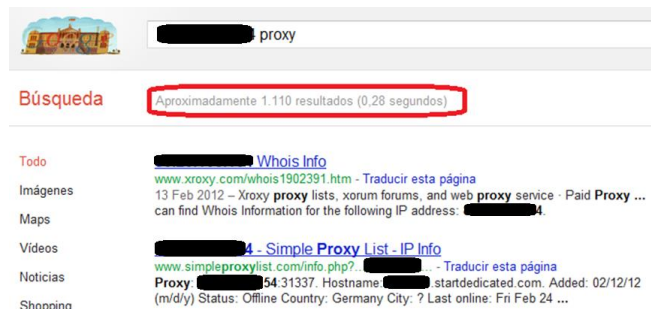 proxy
Búsqueda
Aproximadamente 1.110 resultados (0,28 segundos)
Todo
Imágenes
Maps
Vídeos
Noticias
Shopping
Whois Info
www.xroxy.com/whois1902391.htm - Traducir esta página
13 Feb 2012 – Xroxy proxy lists, xorum forums, and web proxy service · Paid Proxy ...
can find Whois Information for the following IP address: 4.
4 - Simple Proxy List - IP Info
www.simpleproxylist.com/info.php?... ... - Traducir esta página
Proxy: 54:31337. Hostname: .startdedicated.com. Added: 02/12/12
(m/d/y) Status: Offline Country: Germany City: ? Last online: Fri Feb 24 ...